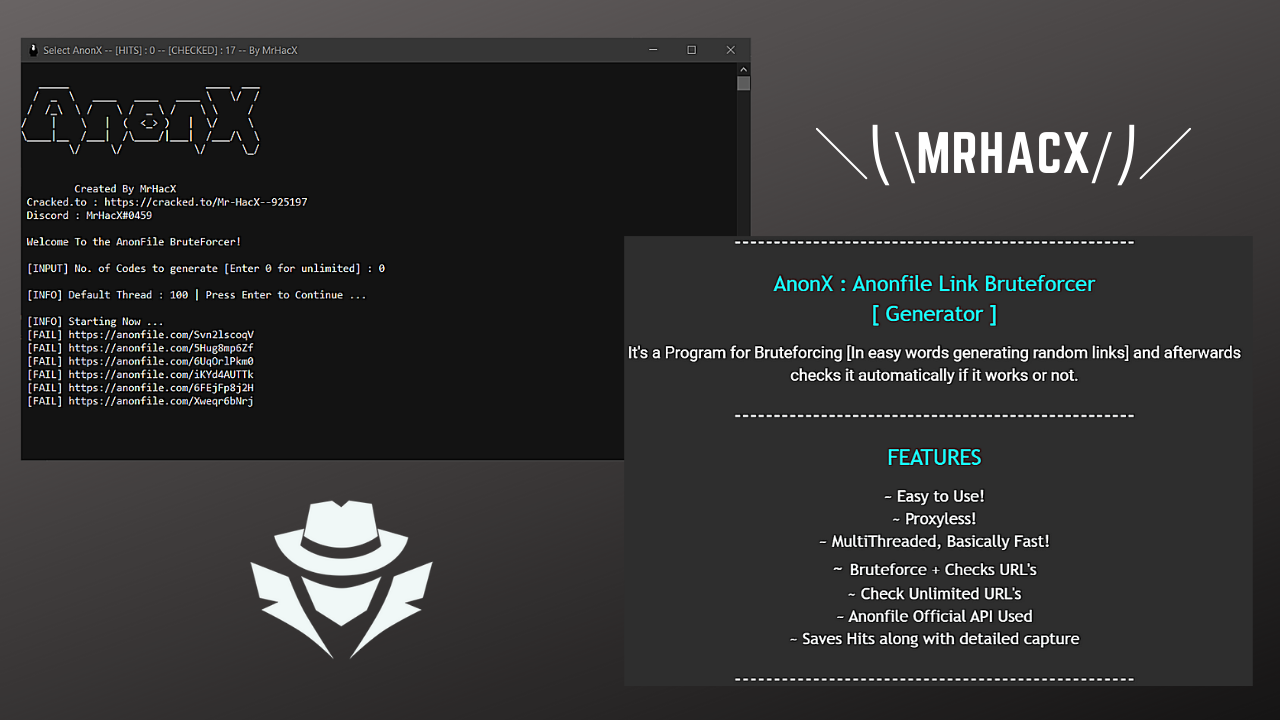 Select AnonX -- [HITS] : 0 -- [CHECKED] : 17 -- By MrHacX
AnonX
Created By MrHacX
Cracked.to : https://cracked.to/Mr-HacX--925197
Discord : MrHacX#0459
Welcome To the AnonFile BruteForcer!
[INPUT] No. of Codes to generate [Enter 0 for unlimited] : 0
[INFO] Default Thread : 100 | Press Enter to Continue ...
[INFO] Starting Now ...
[FAIL] https://anonfile.com/Svn2lscoqV
[FAIL] https://anonfile.com/5Hug8mp6Zf
[FAIL] https://anonfile.com/6UqOrlPkm0
[FAIL] https://anonfile.com/iKYd4AUTTk
[FAIL] https://anonfile.com/6FEjFp8j2H
[FAIL] https://anonfile.com/Xweqr6bNrj
\(\MRHACX/)/
---------------------------------------------------
AnonX : Anonfile Link Bruteforcer
[ Generator ]
It's a Program for Bruteforcing [In easy words generating random links] and afterwards
checks it automatically if it works or not.
---------------------------------------------------
FEATURES
~ Easy to Use!
~ Proxyless!
~ MultiThreaded, Basically Fast!
~ Bruteforce + Checks URL's
~ Check Unlimited URL's
~ Anonfile Official API Used
~ Saves Hits along with detailed capture
---------------------------------------------------